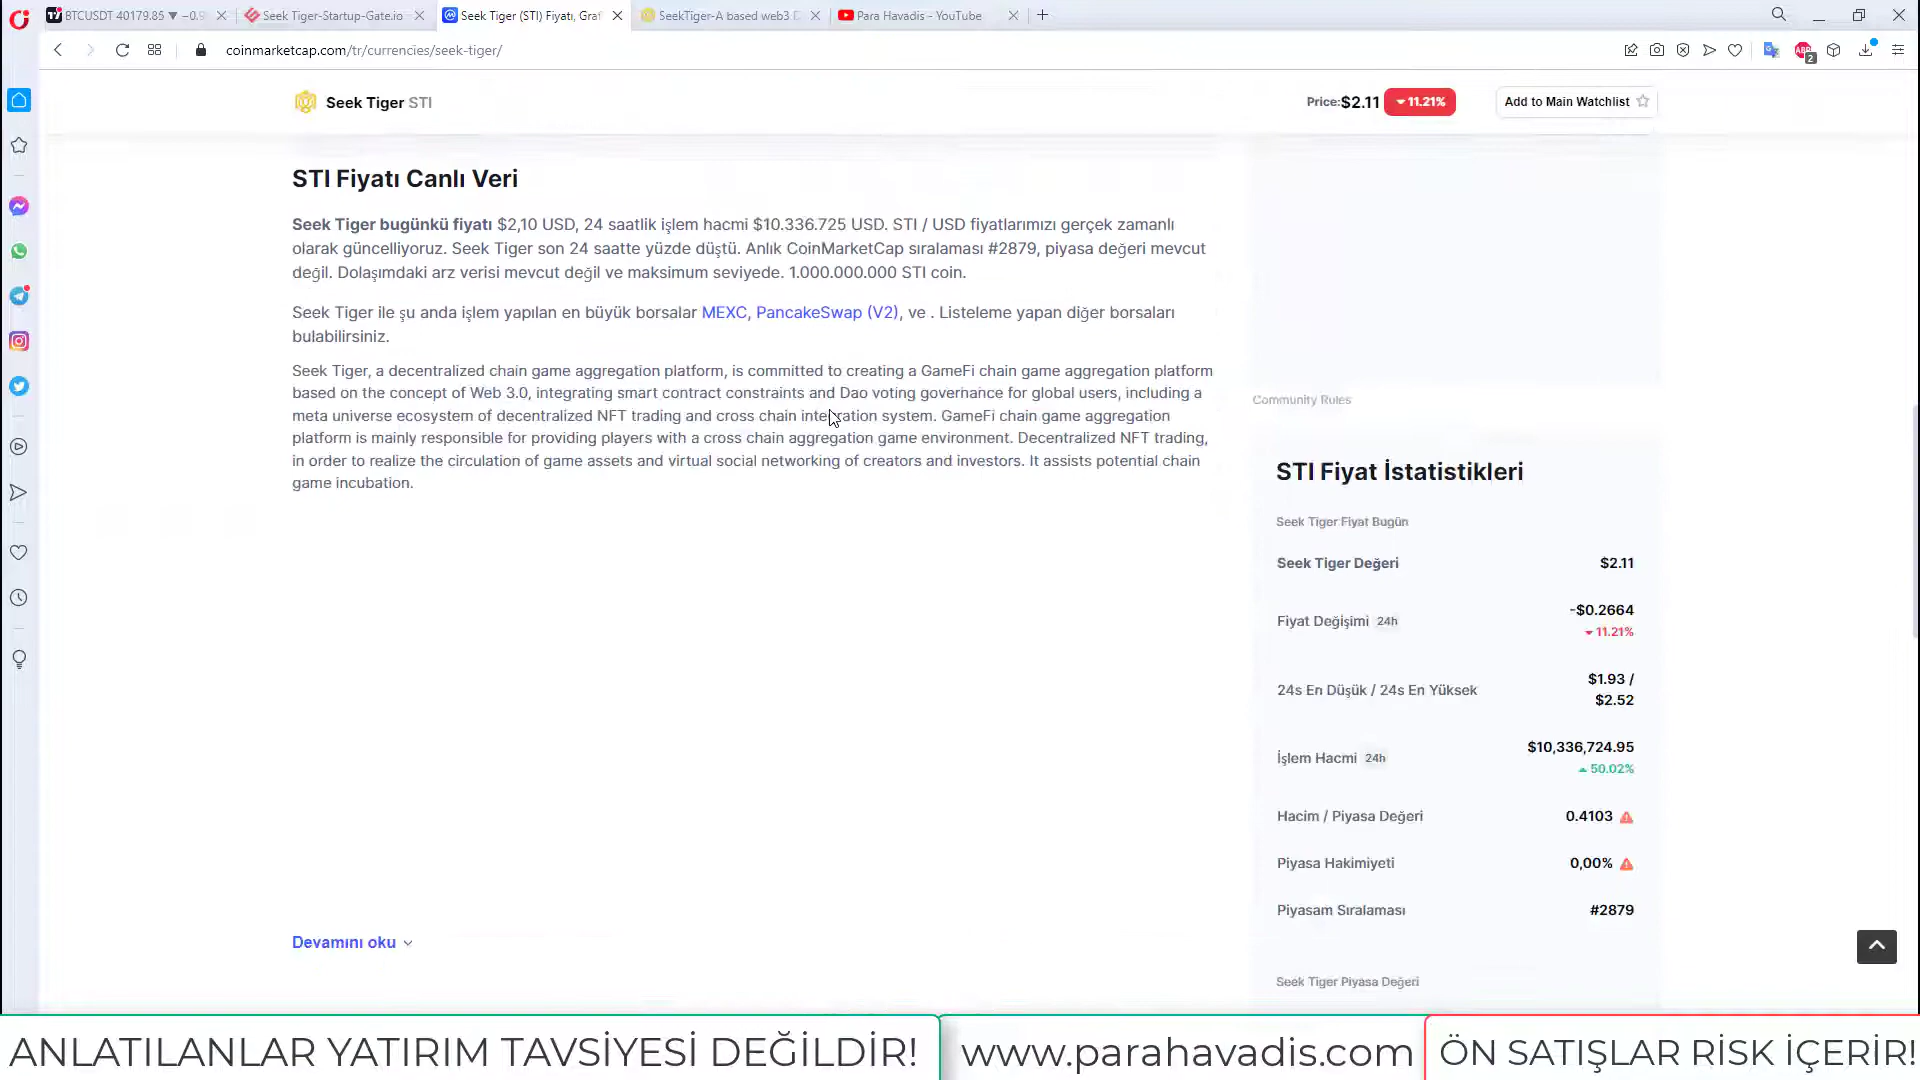 BTCUSDT 40179.85 ▼ −0.9
Seek Tiger-Startup-Gate.io
Seek Tiger (STI) Fiyatı, Graf
SeekTiger-A based web3 D
Para Havadis - YouTube
coinmarketcap.com/tr/currencies/seek-tiger/
ABP
2
Seek Tiger STI
Price:$2.11
11.21%
Add to Main Watchlist
STI Fiyatı Canlı Veri
Seek Tiger bugünkü fiyatı $2,10 USD, 24 saatlik işlem hacmi $10.336.725 USD. STI / USD fiyatlarımızı gerçek zamanlı
olarak güncelliyoruz. Seek Tiger son 24 saatte yüzde düştü. Anlık CoinMarketCap sıralaması #2879, piyasa değeri mevcut
değil. Dolaşımdaki arz verisi mevcut değil ve maksimum seviyede. 1.000.000.000 STI coin.
Seek Tiger ile şu anda işlem yapılan en büyük borsalar MEXC, PancakeSwap (V2), ve . Listeleme yapan diğer borsaları
bulabilirsiniz.
Seek Tiger, a decentralized chain game aggregation platform, is committed to creating a GameFi chain game aggregation platform
based on the concept of Web 3.0, integrating smart contract constraints and Dao voting governance for global users, including a
meta universe ecosystem of decentralized NFT trading and cross chain integration system. GameFi chain game aggregation
platform is mainly responsible for providing players with a cross chain aggregation game environment. Decentralized NFT trading,
in order to realize the circulation of game assets and virtual social networking of creators and investors. It assists potential chain
game incubation.
Devamını oku
Community Rules
STI Fiyat İstatistikleri
Seek Tiger Fiyat Bugün
Seek Tiger Değeri
$2.11
Fiyat Değişimi 24h
-$0.2664
11.21%
24s En Düşük / 24s En Yüksek
$1.93 /
$2.52
İşlem Hacmi 24h
$10,336,724.95
50.02%
Hacim / Piyasa Değeri
0.4103
Piyasa Hakimiyeti
0,00%
Piyasam Sıralaması
#2879
Seek Tiger Piyasa Değeri
ANLATILANLAR YATIRIM TAVSİYESİ DEĞİLDİR!
www.parahavadis.com
ÖN SATIŞLAR RİSK İÇERİR!